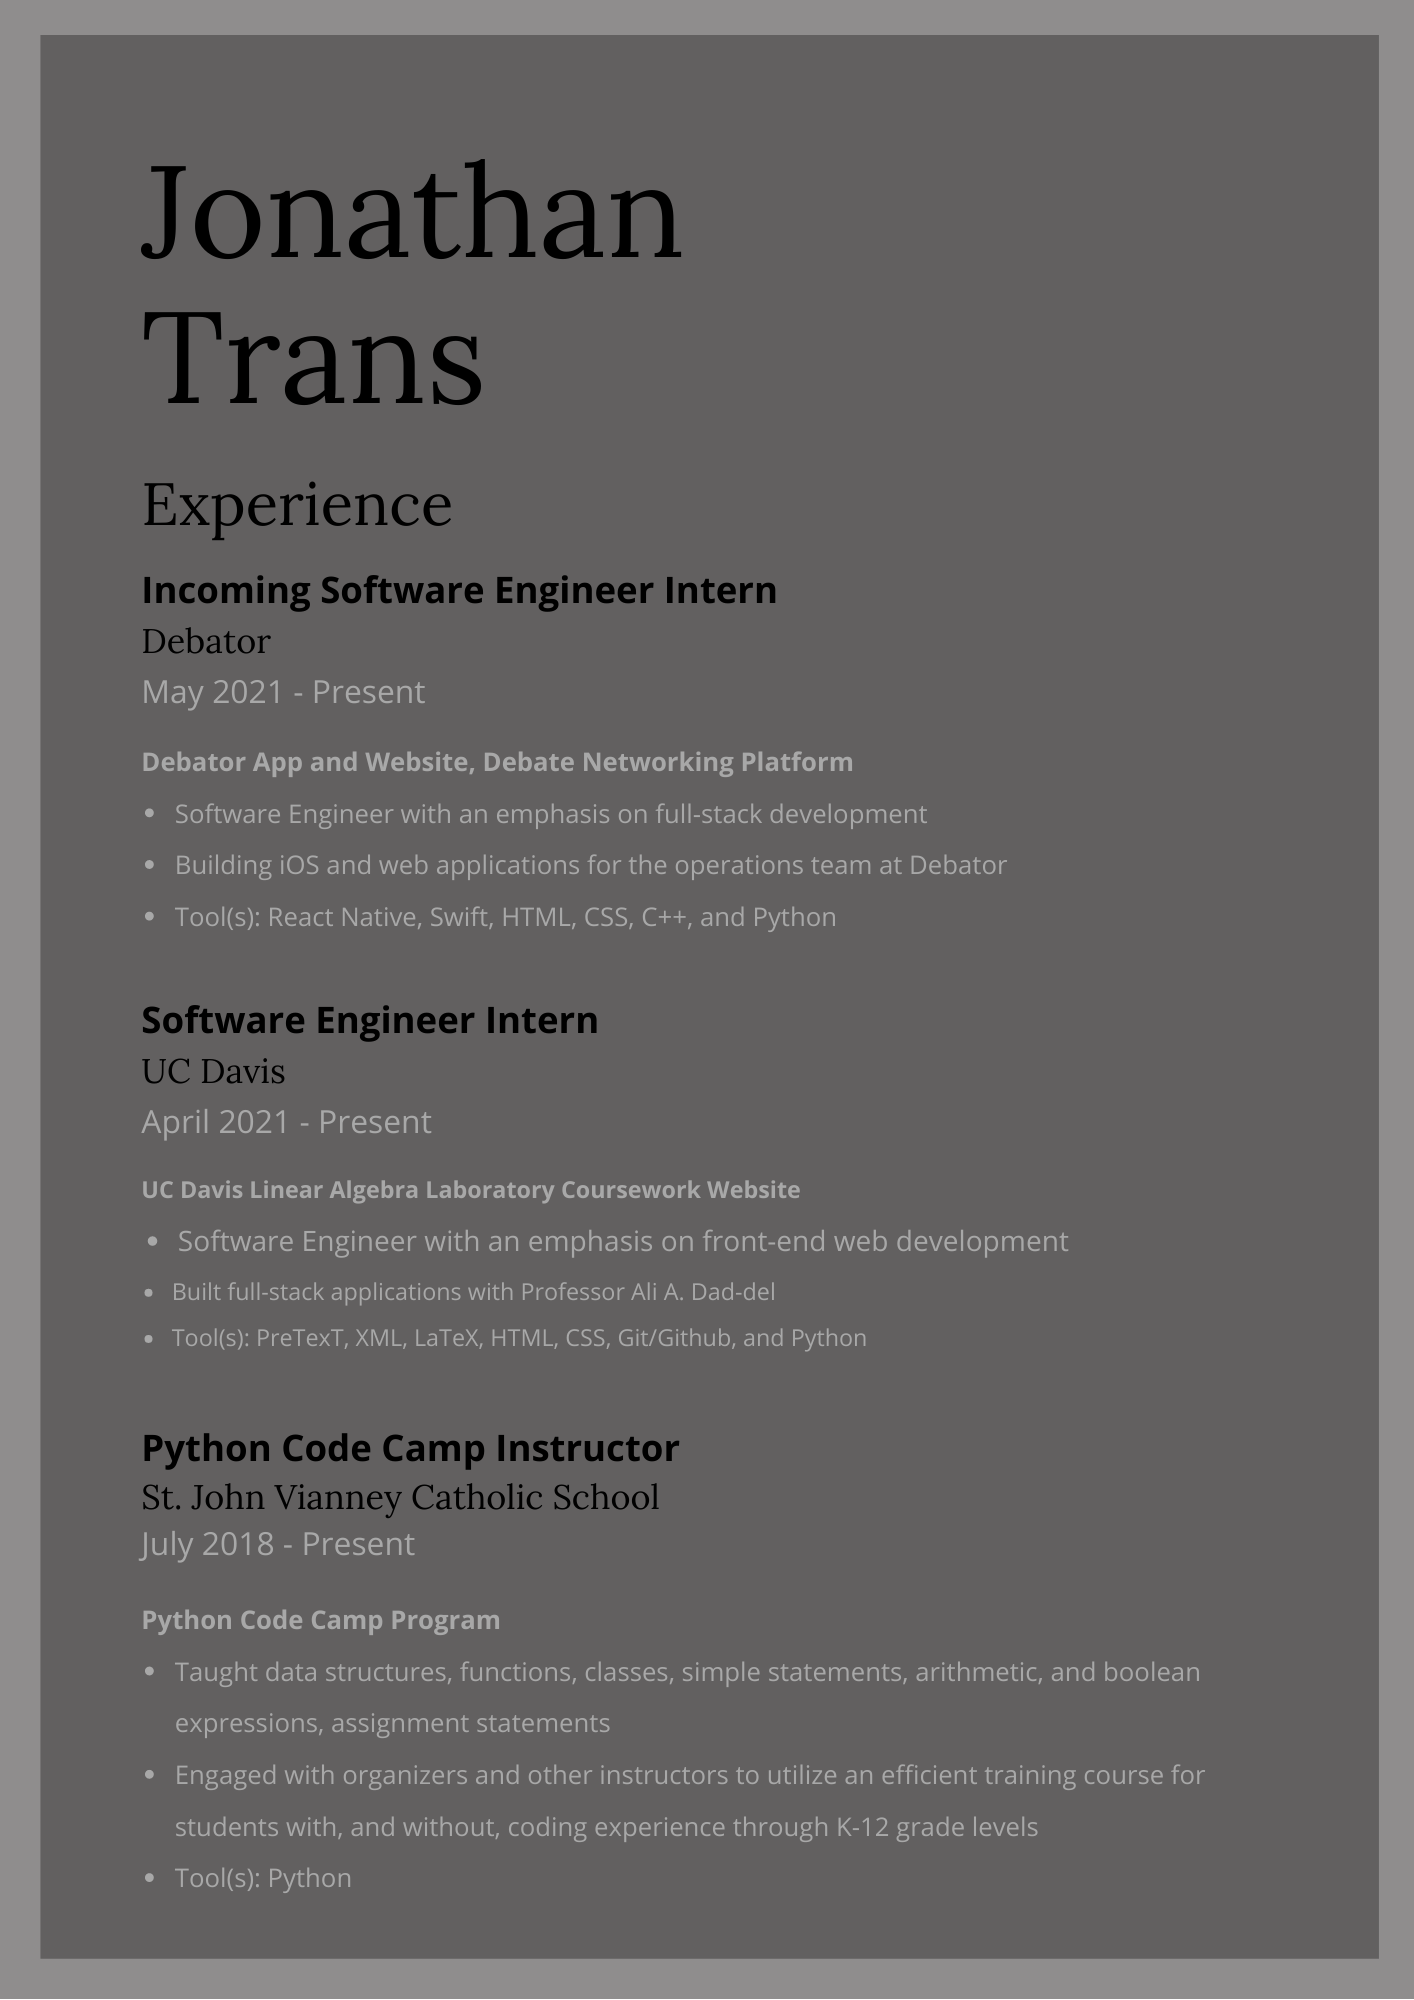 Jonathan
Trans
Experience
Incoming Software Engineer Intern
Debator
May 2021 - Present
Debator App and Website, Debate Networking Platform
• Software Engineer with an emphasis on full-stack development
• Building iOS and web applications for the operations team at Debator
• Tool(s): React Native, Swift, HTML, CSS, C++, and Python
Software Engineer Intern
UC Davis
April 2021 - Present
UC Davis Linear Algebra Laboratory Coursework Website
• Software Engineer with an emphasis on front-end web development
• Built full-stack applications with Professor Ali A. Dad-del
• Tool(s): PreTexT, XML, LaTeX, HTML, CSS, Git/Github, and Python
Python Code Camp Instructor
St. John Vianney Catholic School
July 2018 - Present
Python Code Camp Program
• Taught data structures, functions, classes, simple statements, arithmetic, and boolean
expressions, assignment statements
• Engaged with organizers and other instructors to utilize an efficient training course for
students with, and without, coding experience through K-12 grade levels
• Tool(s): Python